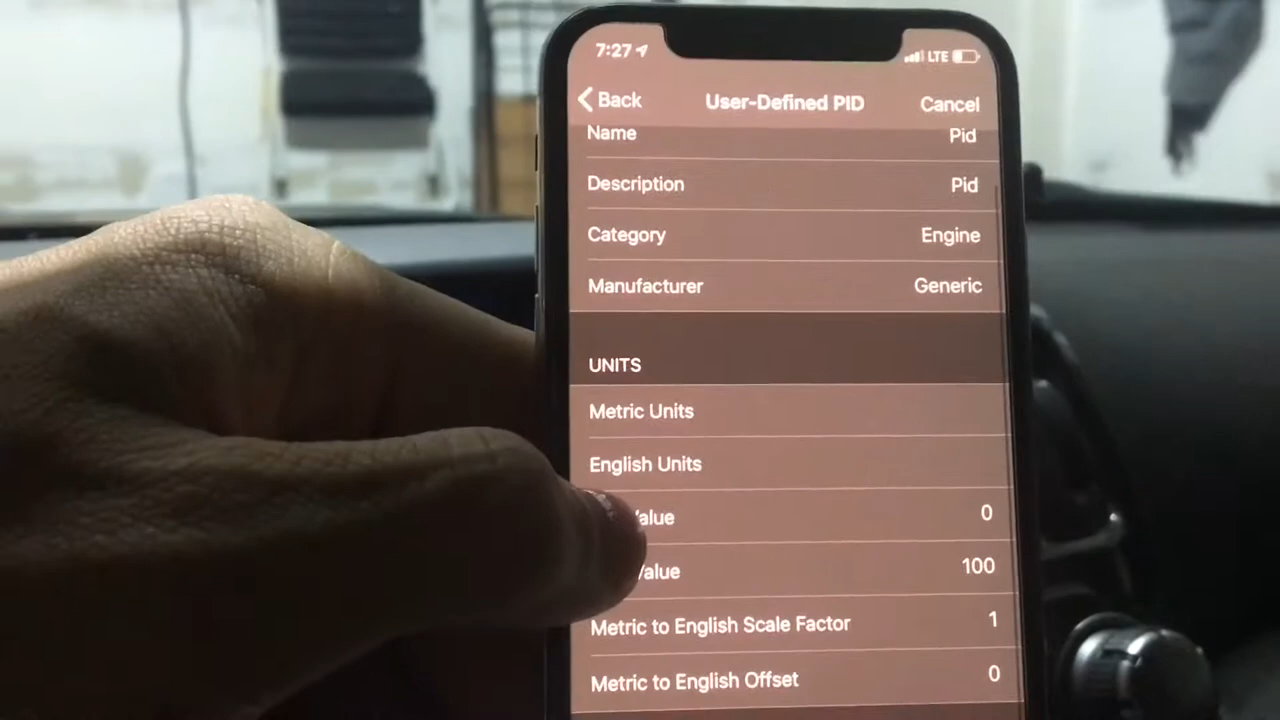 7:27 LTE
Back User-Defined PID Cancel
Name Pid
Description Pid
Category Engine
Manufacturer Generic
UNITS
Metric Units
English Units
Value 0
Value 100
Metric to English Scale Factor 1
Metric to English Offset 0